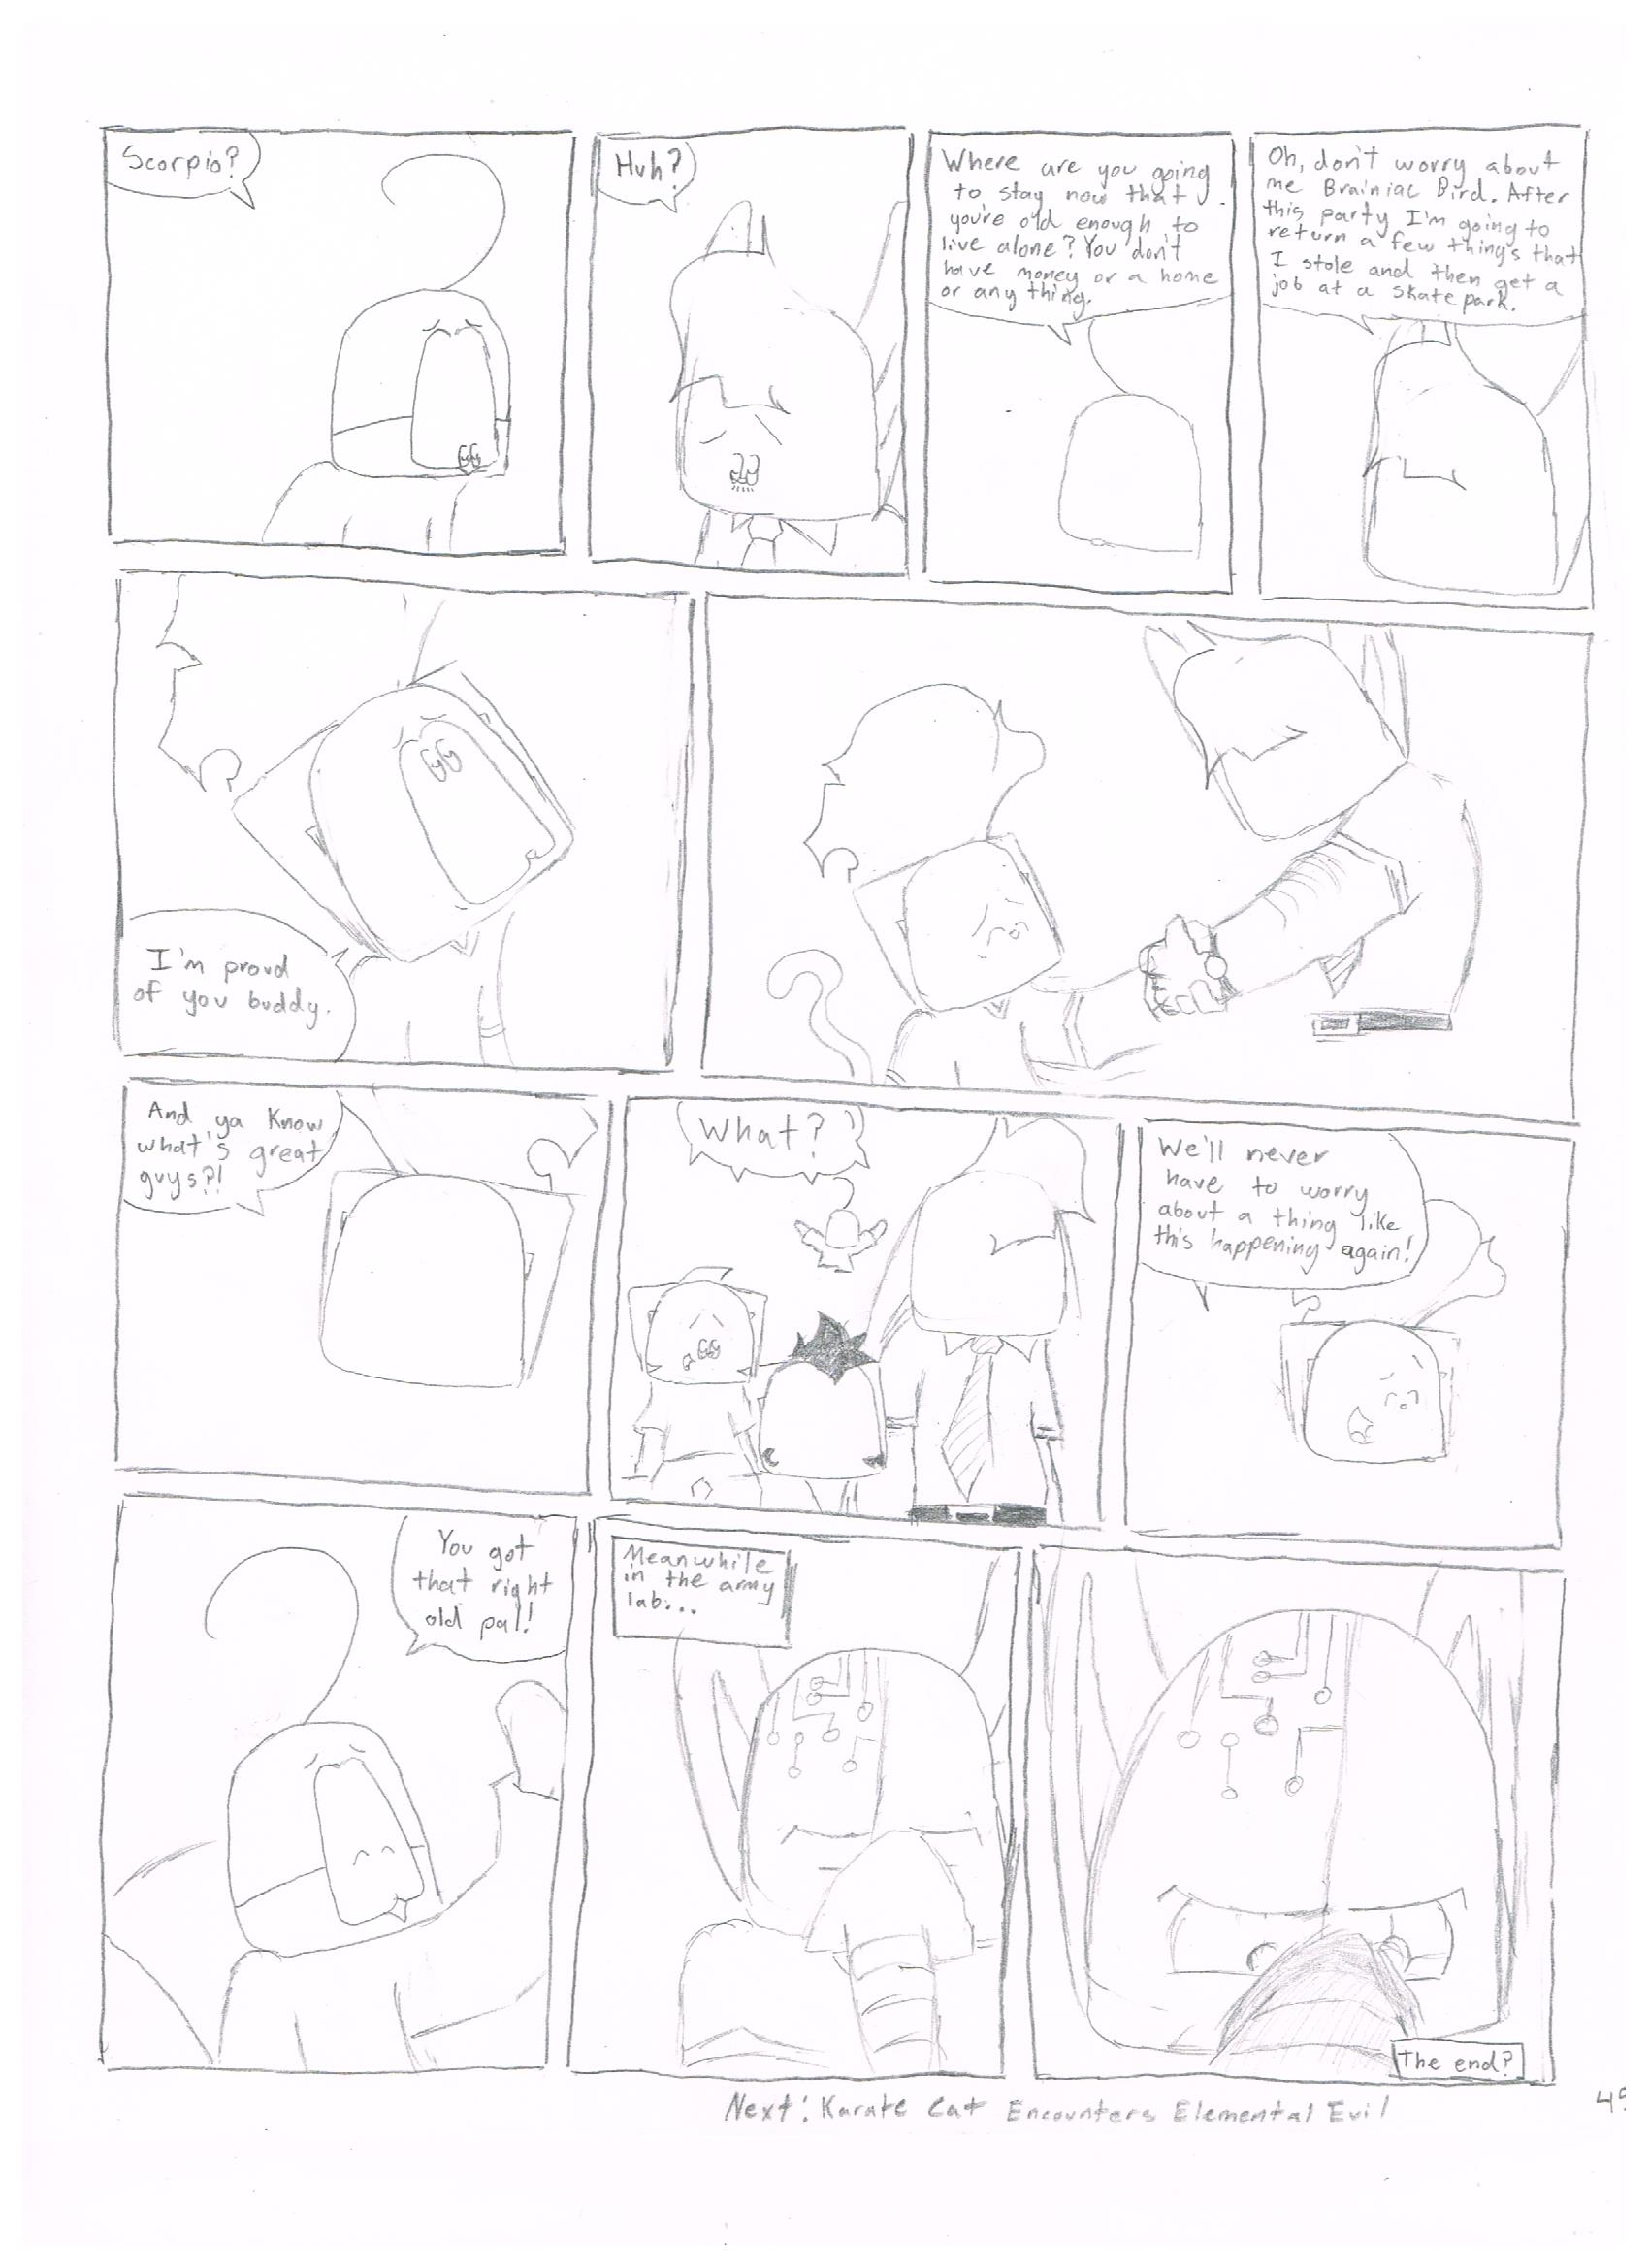 Scorpio?
Huh?
Where are you going
to stay now that
you're old enough to
live alone? You don't
have money or a home
or any thing.
Oh, don't worry about
me Brainiac Bird. After
this party I'm going to
return a few thing's that
I stole and then get a
job at a skate park.
I'm proud
of you buddy.
And ya know
what's great
guys?!
What?
We'll never
have to worry
about a thing like
this happening again!
You got
that right
old pal!
Meanwhile
in the army
lab...
The end?
Next: Karate Cat Encounters Elemental Evil